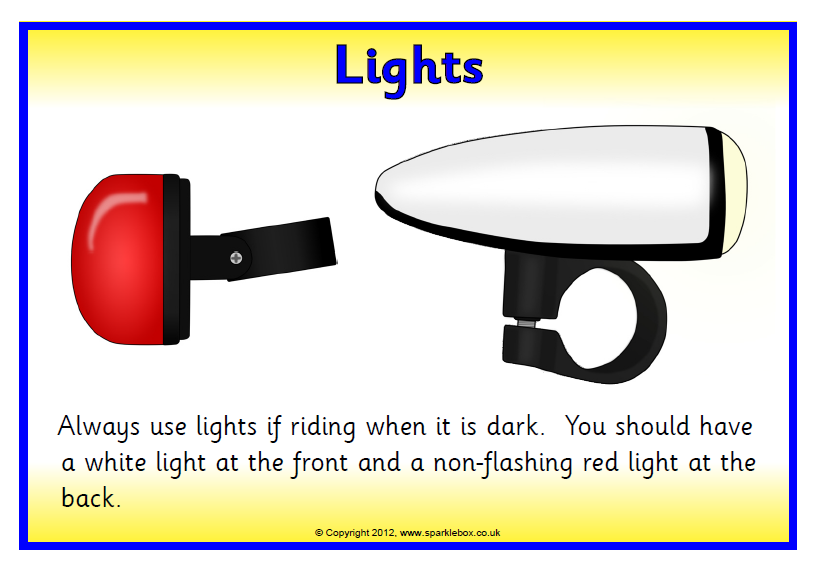 Lights
Always use lights if riding when it is dark.  You should have
a white light at the front and a non-flashing red light at the
back.
© Copyright 2012, www.sparklebox.co.uk